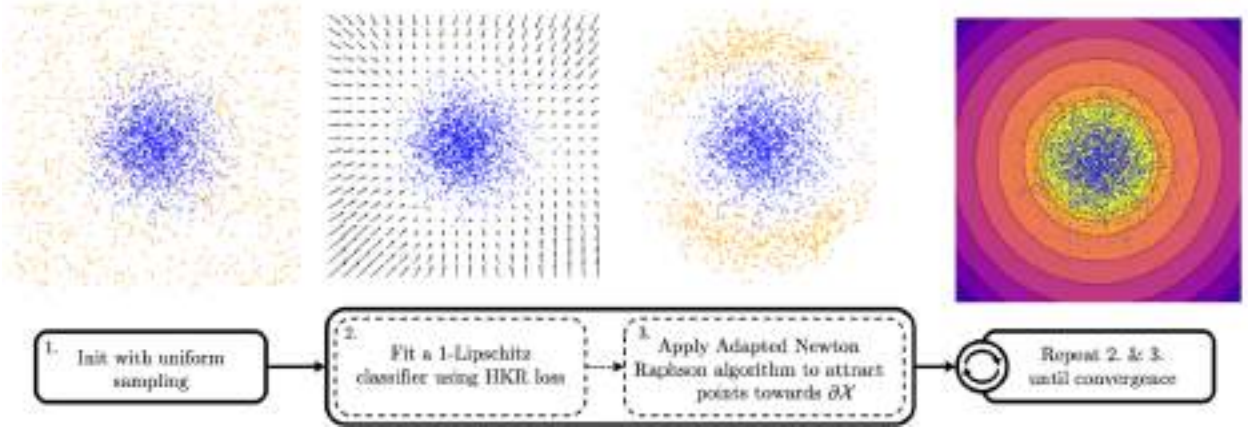 1.
Init with uniform
sampling
2.
Fit a 1-Lipschitz
classifier using HKR loss
3.
Apply Adapted Newton
Raphson algorithm to attract
points towards ∂X
Repeat 2. & 3.
until convergence